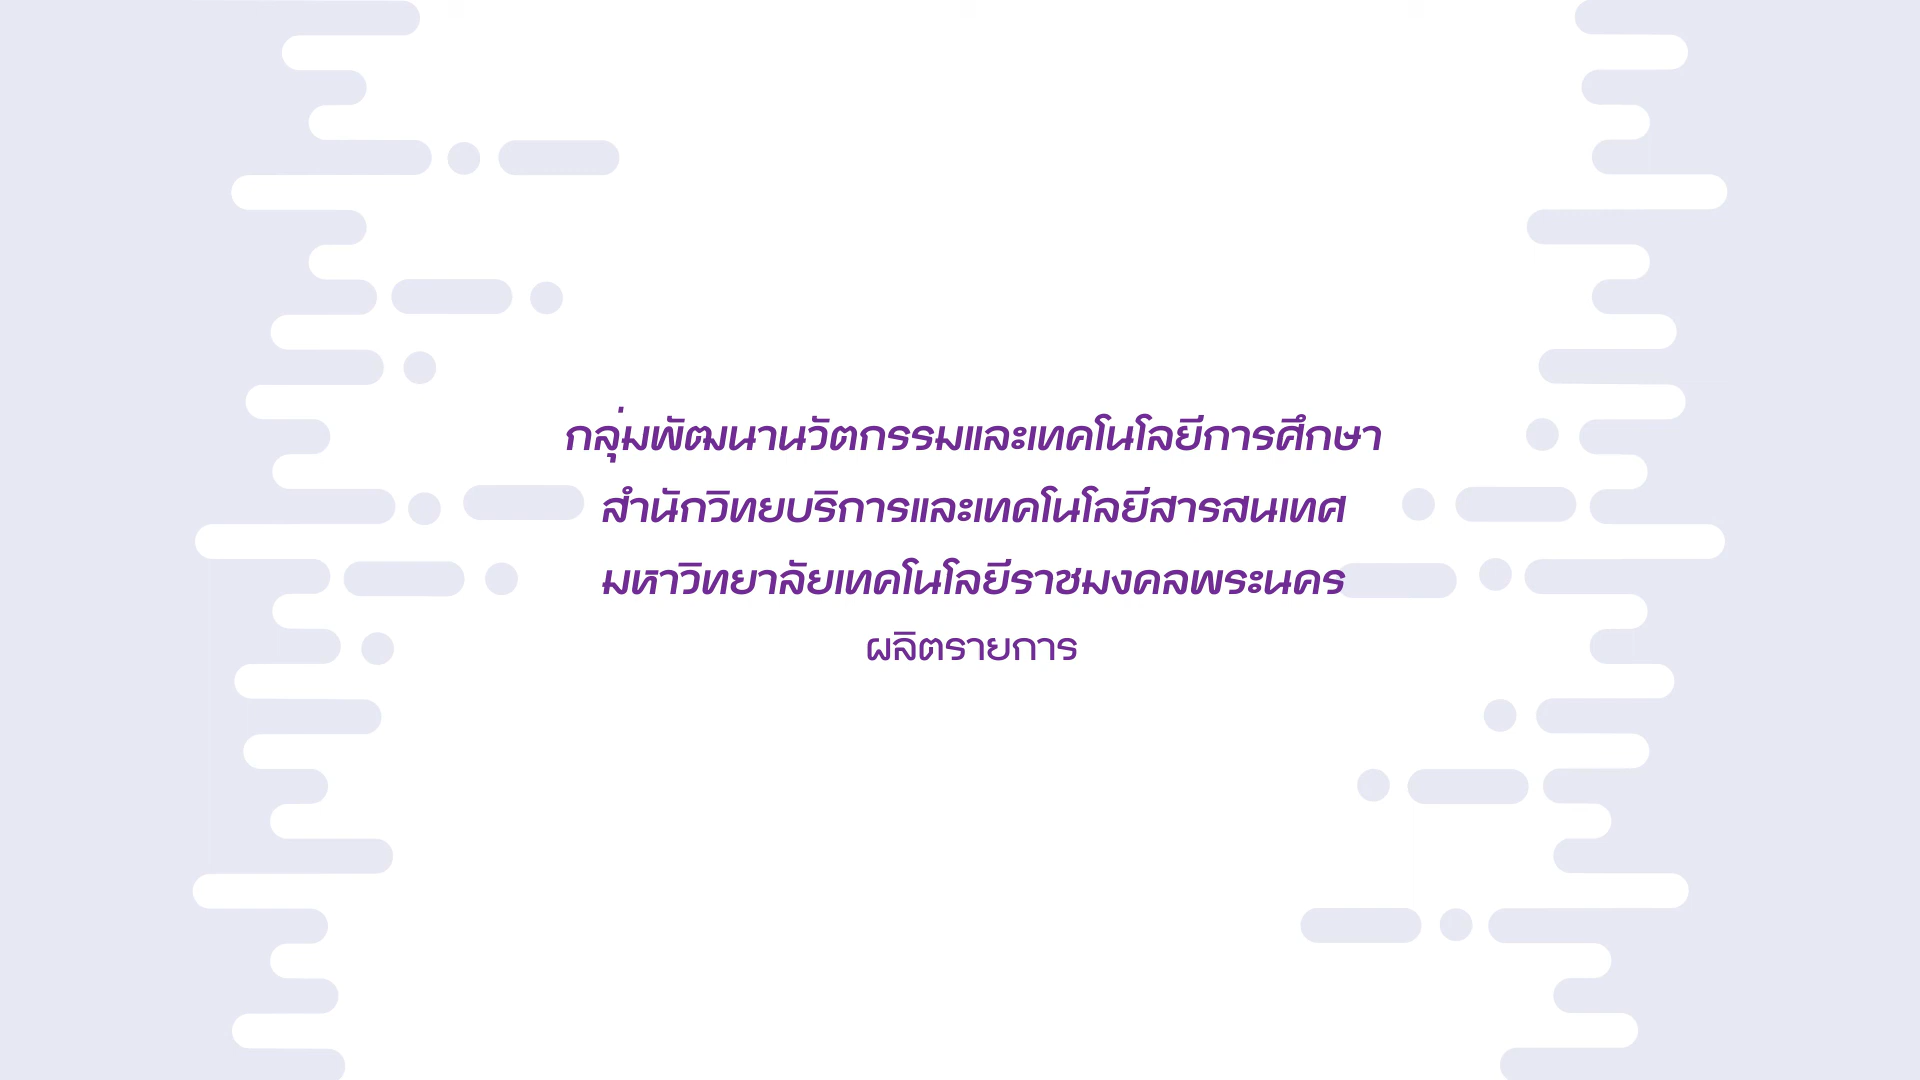 กลุ่มพัฒนานวัตกรรมและเทคโนโลยีการศึกษา
สำนักวิทยบริการและเทคโนโลยีสารสนเทศ
มหาวิทยาลัยเทคโนโลยีราชมงคลพระนคร
ผลิตรายการ